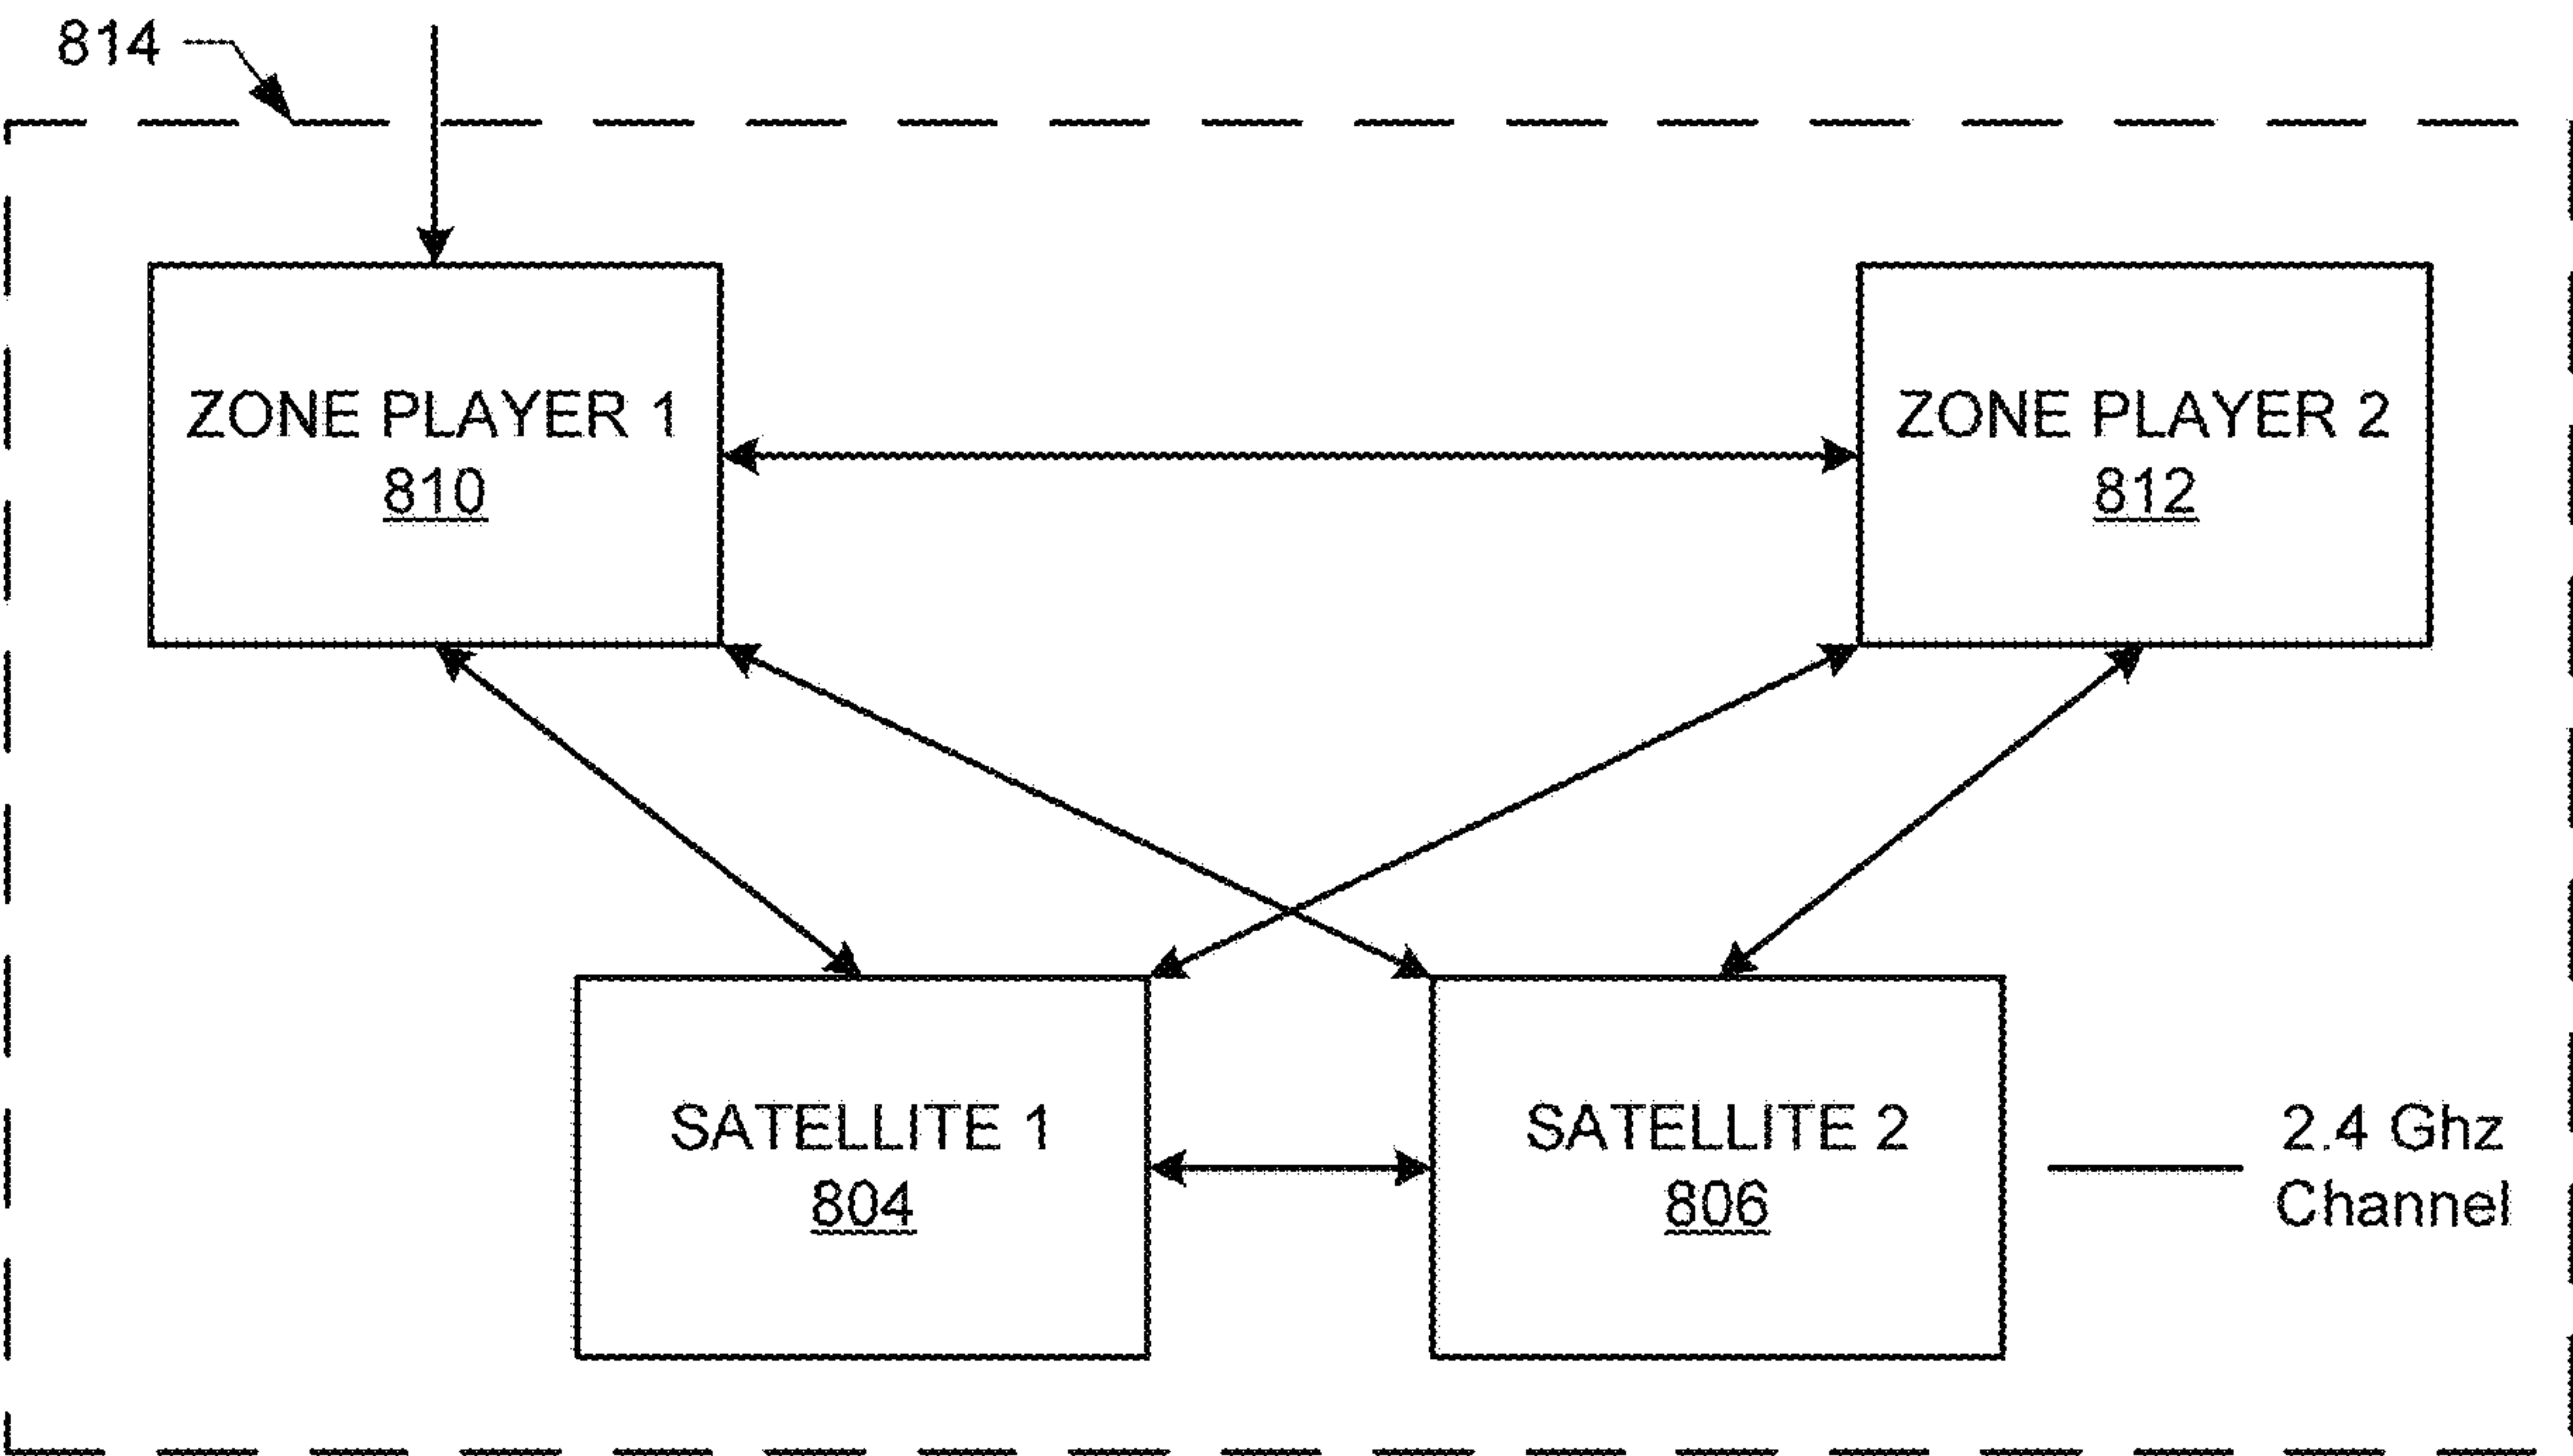 814
ZONE PLAYER 1
810
ZONE PLAYER 2
812
SATELLITE 1
804
SATELLITE 2
806
2.4 Ghz
Channel